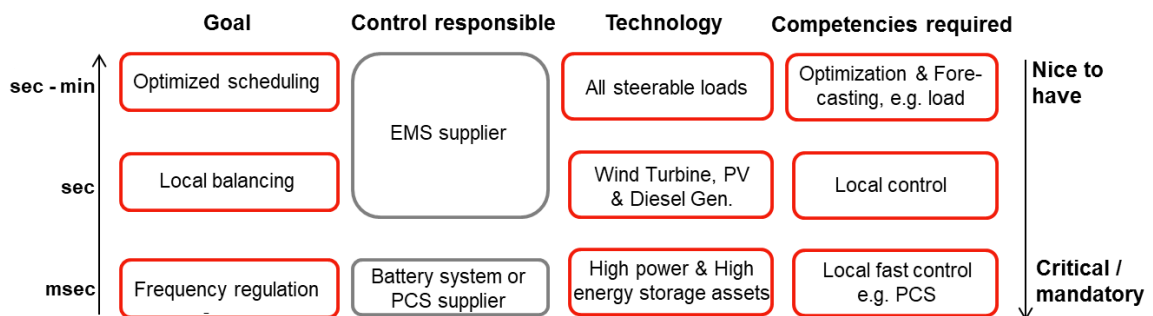 Goal
Control responsible
Technology
Competencies required
sec - min
Optimized scheduling
EMS supplier
All steerable loads
Optimization & Fore-
casting, e.g. load
Nice to
have
sec
Local balancing
Wind Turbine, PV
& Diesel Gen.
Local control
msec
Frequency regulation
Battery system or
PCS supplier
High power & High
energy storage assets
Local fast control
e.g. PCS
Critical /
mandatory